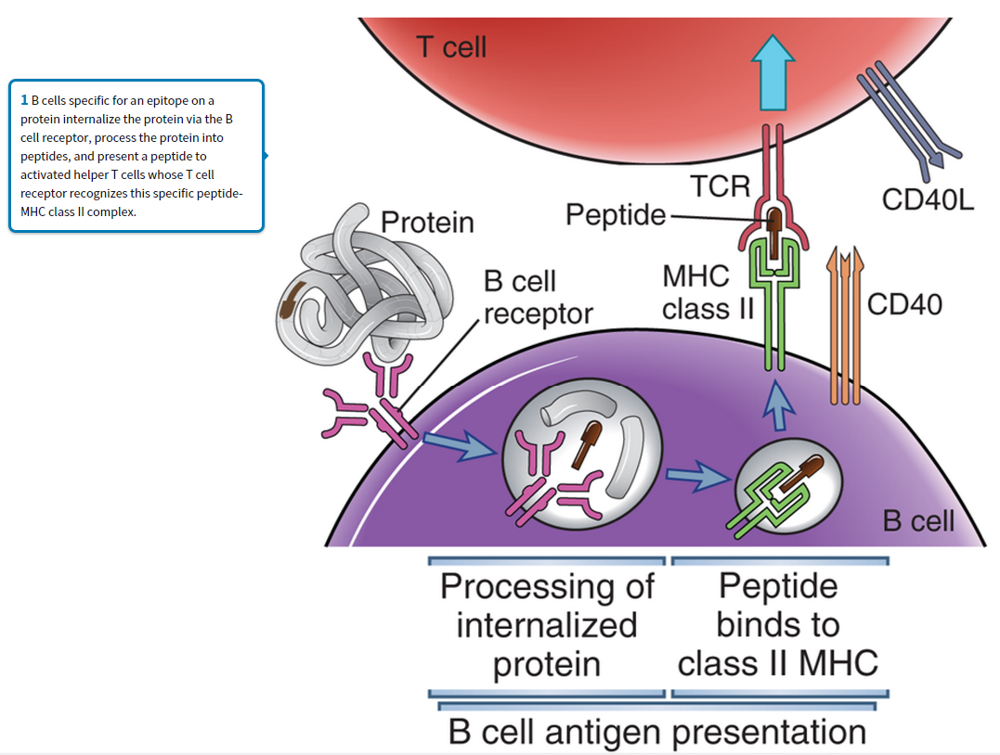 T cell
1 B cells specific for an epitope on a
protein internalize the protein via the B
cell receptor, process the protein into
peptides, and present a peptide to
activated helper T cells whose T cell
receptor recognizes this specific peptide-
MHC class II complex.
TCR
CD40L
Peptide
Protein
B cell
receptor
MHC
class II
CD40
B cell
Processing of
internalized
protein
Peptide
binds to
class II MHC
B cell antigen presentation